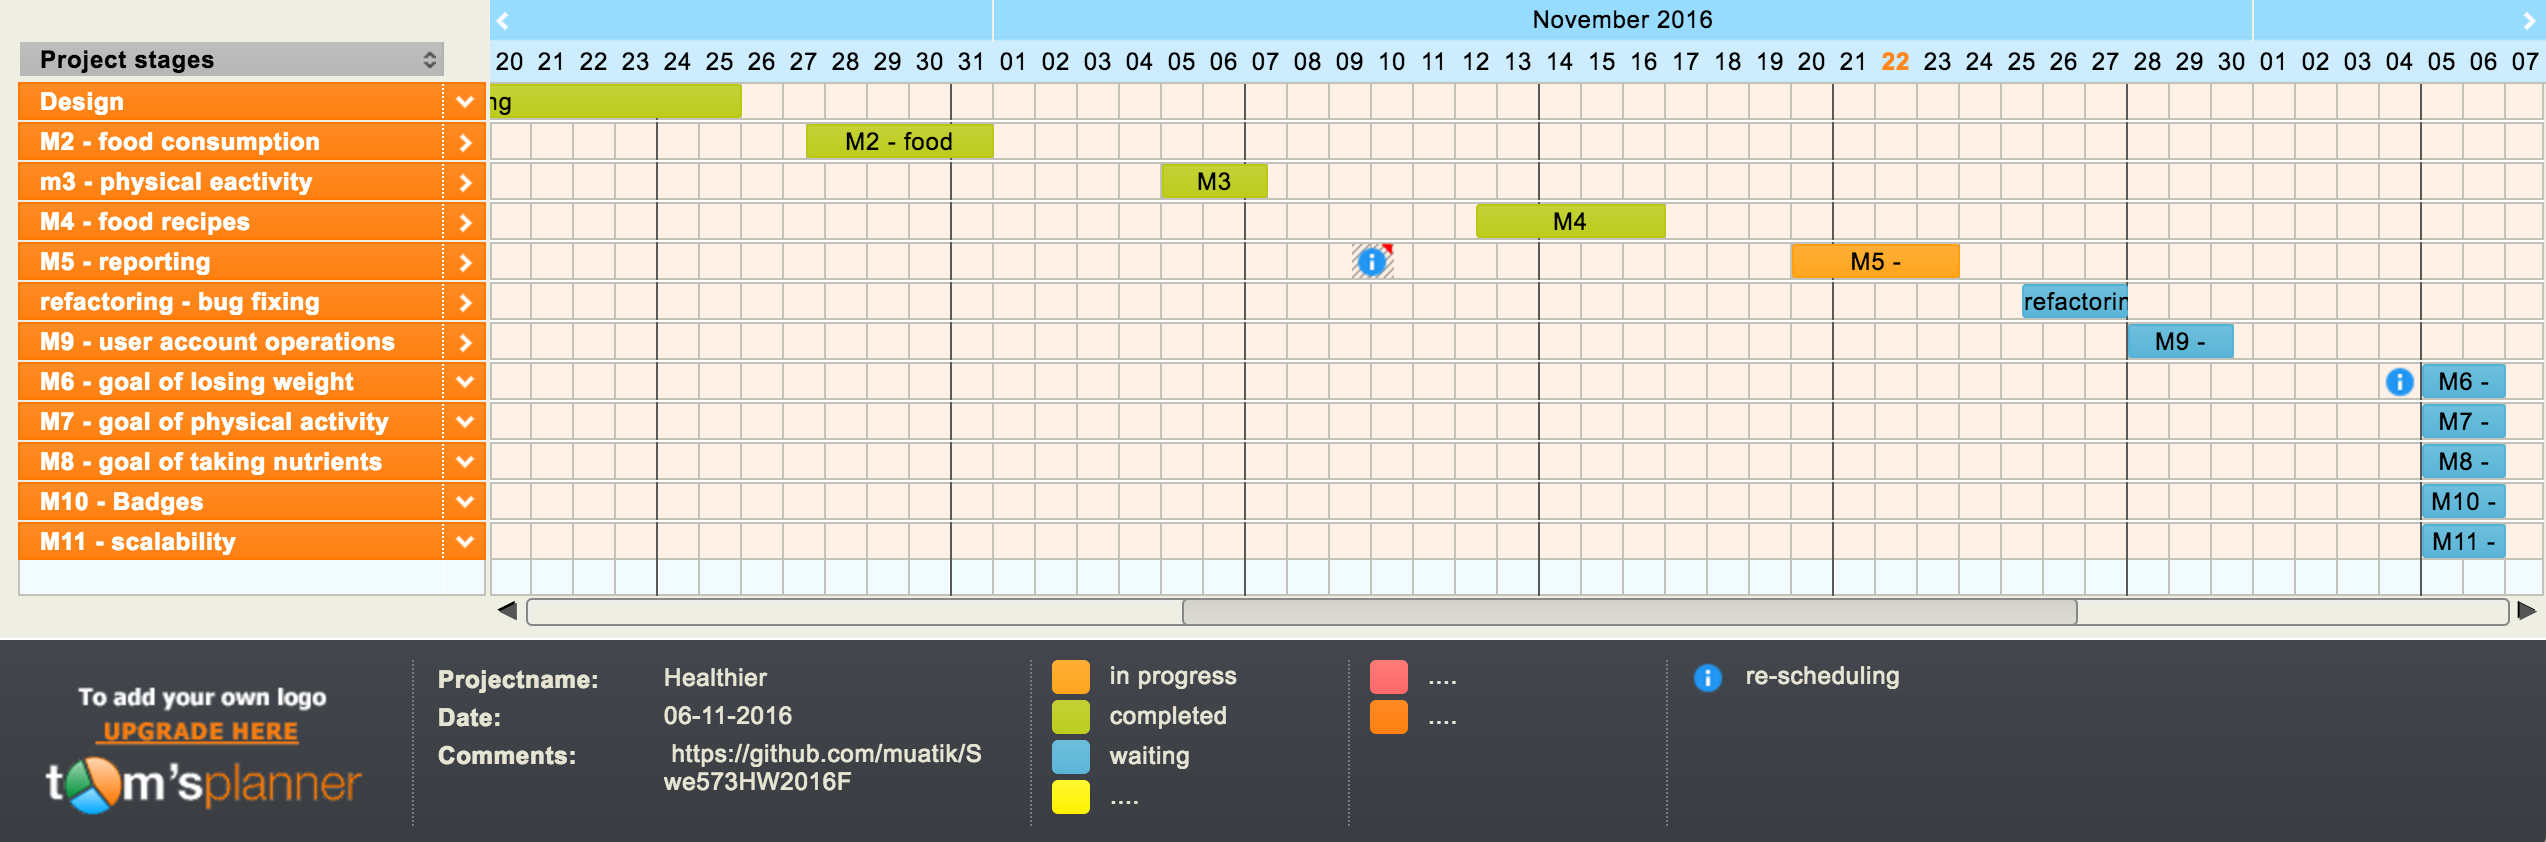 November 2016
Project stages
20 21 22 23 24 25 26 27 28 29 30 31 01 02 03 04 05 06 07 08 09 10 11 12 13 14 15 16 17 18 19 20 21 22 23 24 25 26 27 28 29 30 01 02 03 04 05 06 07
Design ng
M2 - food consumption M2 - food
m3 - physical eactivity M3
M4 - food recipes M4
M5 - reporting M5 -
refactoring - bug fixing refactorin
M9 - user account operations M9 -
M6 - goal of losing weight M6 -
M7 - goal of physical activity M7 -
M8 - goal of taking nutrients M8 -
M10 - Badges M10 -
M11 - scalability M11 -
To add your own logo
UPGRADE HERE
tom'splanner
Projectname: Healthier
Date: 06-11-2016
Comments: https://github.com/muatik/S
we573HW2016F
in progress
completed
waiting
....
....
....
re-scheduling